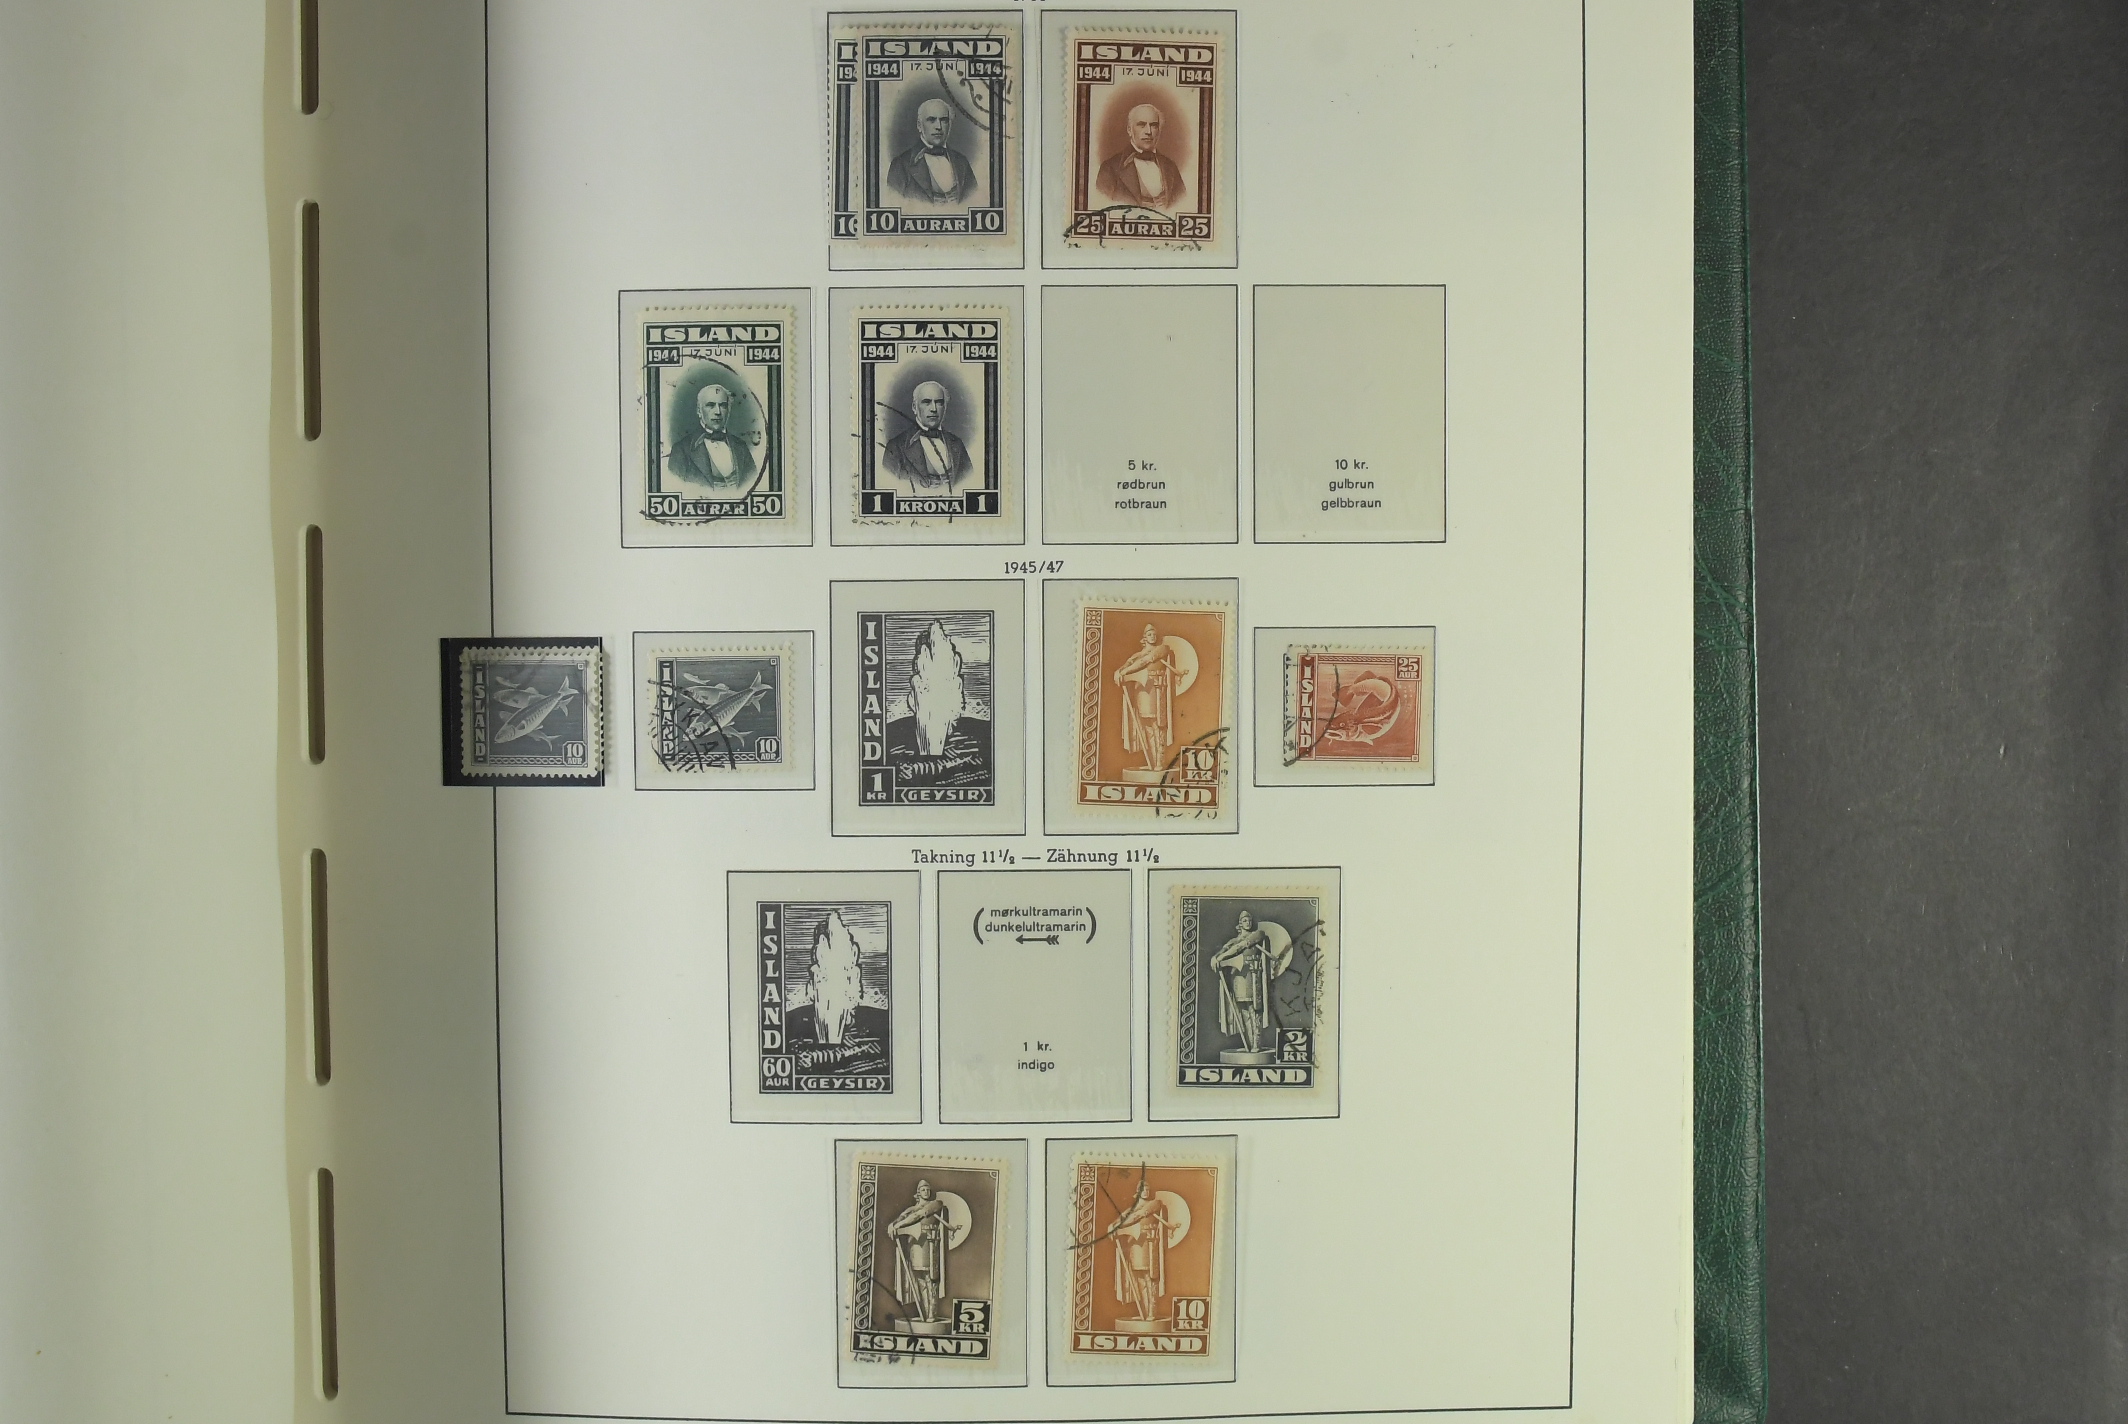 ISLAND
1944 17. JÚNÍ 1944
10 AURAR 10
ISLAND
1944 17. JÚNÍ 1944
25 AURAR 25
ISLAND
1944 17. JÚNÍ 1944
50 AURAR 50
ISLAND
1944 17. JÚNÍ 1944
1 KRONA 1
5 kr.
rødbrun
rotbraun
10 kr.
gulbrun
gelbbraun
1945/47
ISLAND
10
AUR
ISLAND
10
AUR
ISLAND
1
KR
GEYSIR
10
KR
ISLAND
25
AUR
ISLAND
Takning 11½ — Zähnung 11½
ISLAND
60
AUR
GEYSIR
(mørkultramarin
dunkelultramarin)
1 kr.
indigo
2
KR
ISLAND
5
KR
ISLAND
10
KR
ISLAND